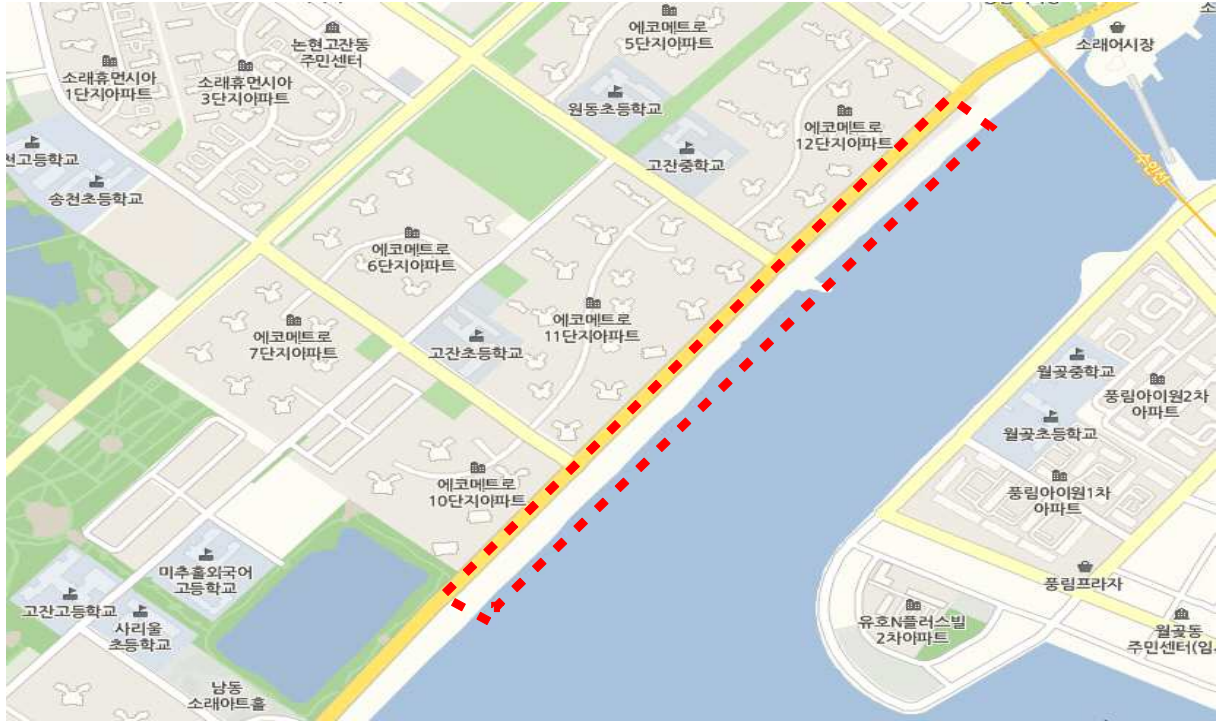 논현고잔동
주민센터
에코메트로
5단지아파트
소래어시장
소래휴먼시아
1단지아파트
소래휴먼시아
3단지아파트
원동초등학교
에코메트로
12단지아파트
고잔중학교
천고등학교
송천초등학교
수인선
에코메트로
6단지아파트
에코메트로
7단지아파트
에코메트로
11단지아파트
고잔초등학교
월곶중학교
풍림아이원2차
아파트
월곶초등학교
에코메트로
10단지아파트
풍림아이원1차
아파트
미추홀외국어
고등학교
풍림프라자
고잔고등학교
사리울
초등학교
유호N플러스빌
2차아파트
월곶동
주민센터(임시
남동
소래아트홀